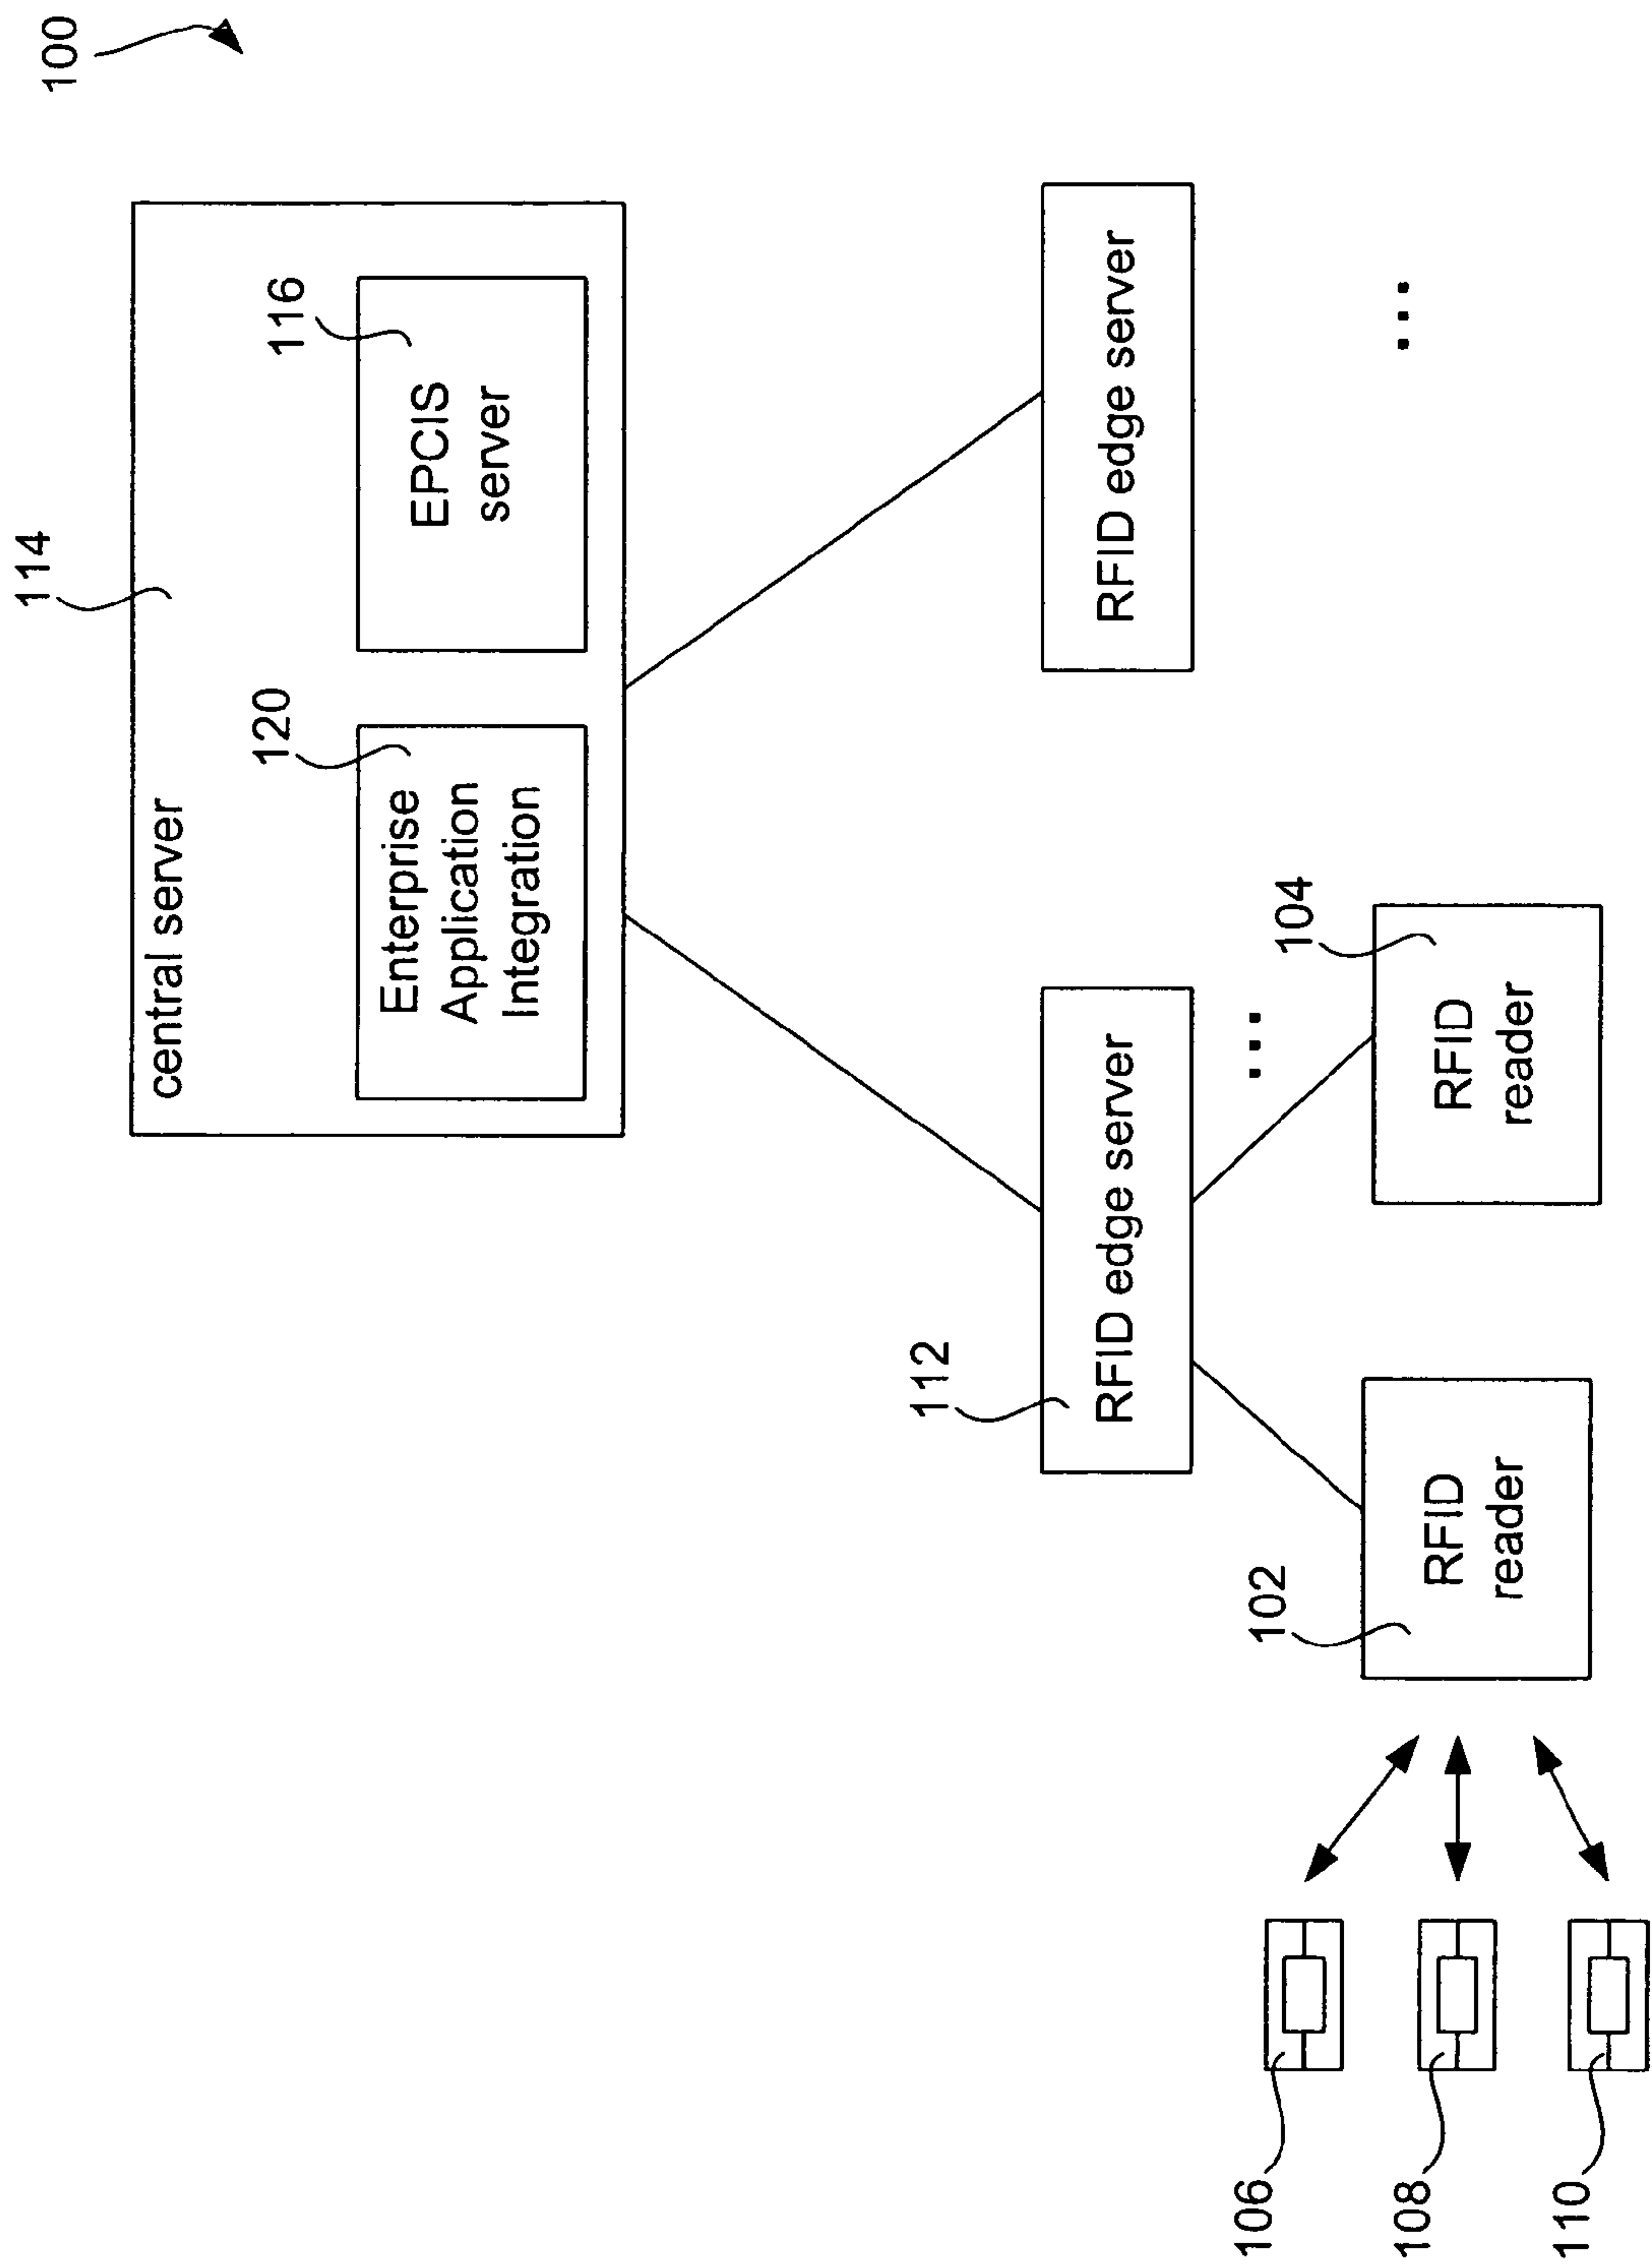 100
114
central server
120
116
Enterprise
Application
Integration
EPCIS
server
112
RFID edge server
RFID edge server
...
...
102
104
RFID
reader
RFID
reader
106
108
110